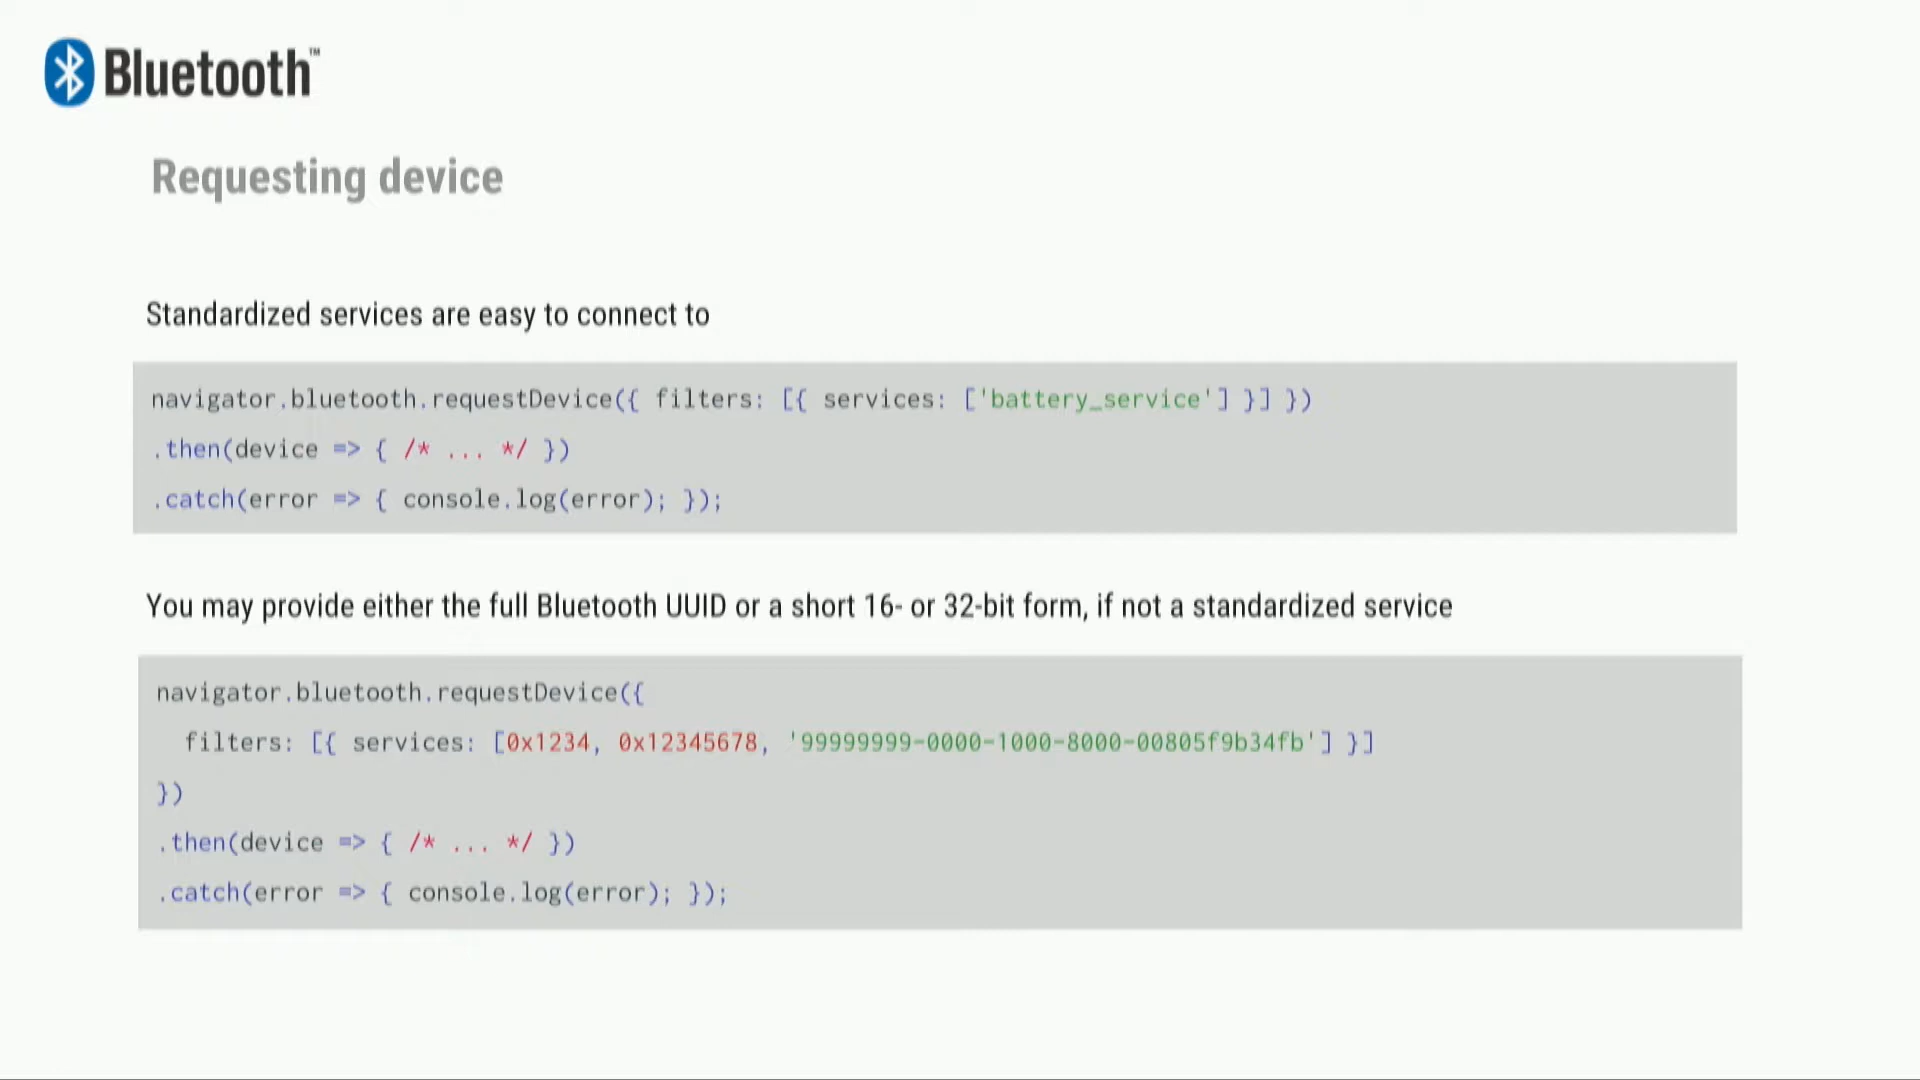 Bluetooth™
Requesting device
Standardized services are easy to connect to
navigator.bluetooth.requestDevice({ filters: [{ services: ['battery_service'] }] })
.then(device => { /* ... */ })
.catch(error => { console.log(error); });
You may provide either the full Bluetooth UUID or a short 16- or 32-bit form, if not a standardized service
navigator.bluetooth.requestDevice({
  filters: [{ services: [0x1234, 0x12345678, '99999999-0000-1000-8000-00805f9b34fb'] }]
})
.then(device => { /* ... */ })
.catch(error => { console.log(error); });